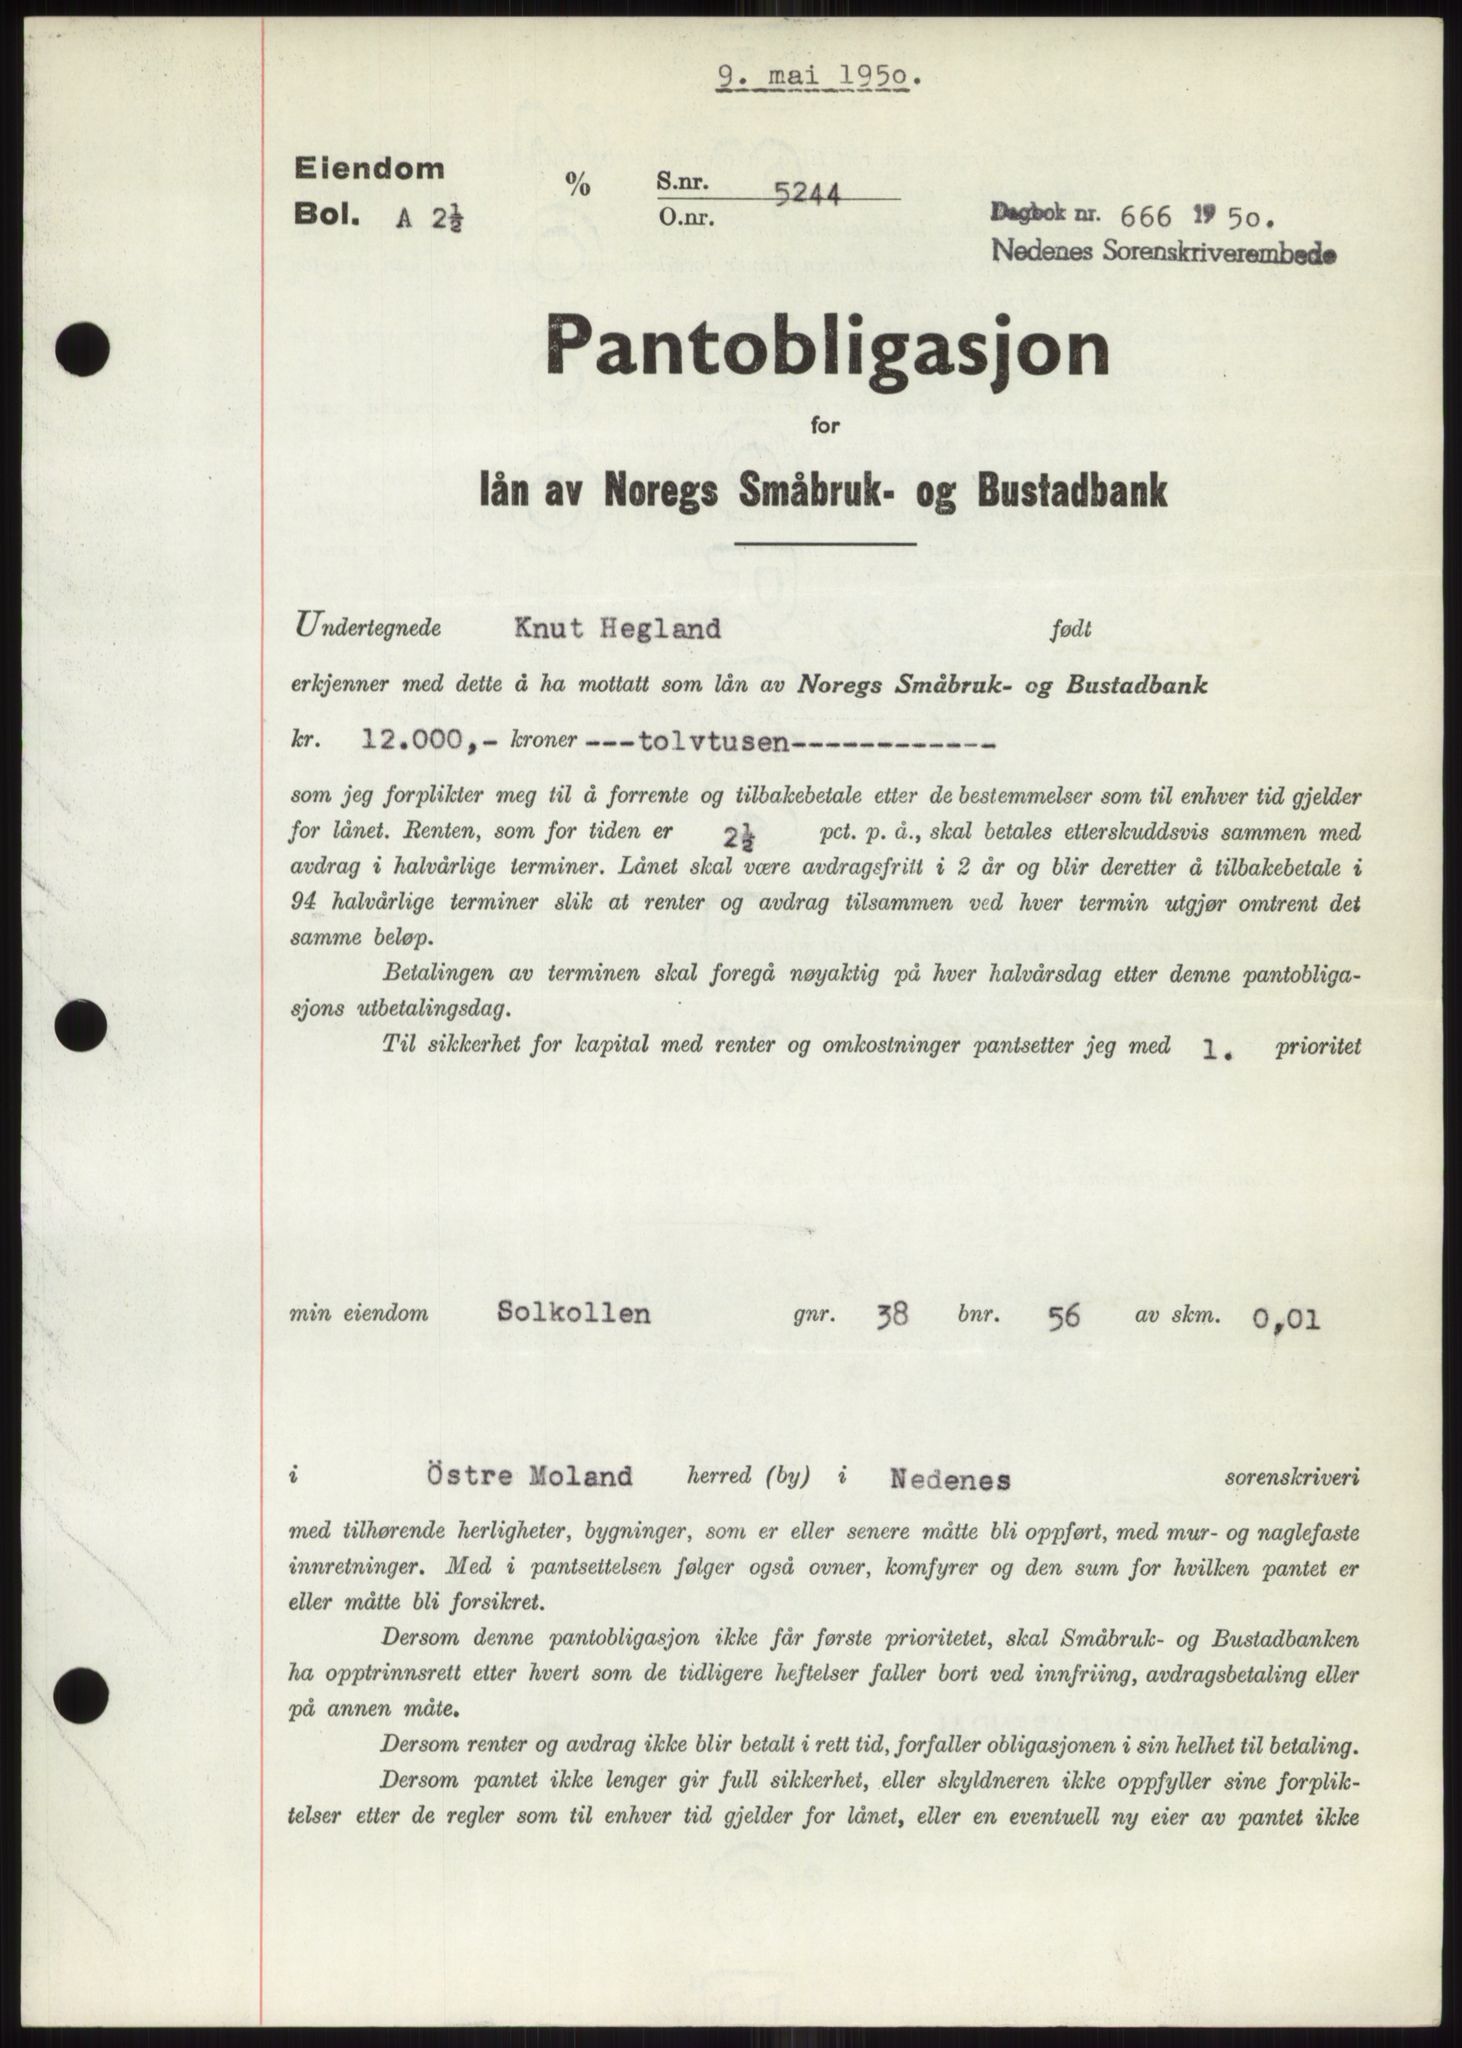 9. mai 1950.
Eiendom % S.nr. 5244
Bol. A 2½ O.nr.
Dagbok nr. 666 19 50.
Nedenes Sorenskriverembede
Pantobligasjon
for
lån av Noregs Småbruk- og Bustadbank
Undertegnede Knut Hegland født
erkjenner med dette å ha mottatt som lån av Noregs Småbruk- og Bustadbank
kr. 12.000,- kroner ---tolvtusen------------
som jeg forplikter meg til å forrente og tilbakebetale etter de bestemmelser som til enhver tid gjelder
for lånet. Renten, som for tiden er 2½ pct. p. å., skal betales etterskuddsvis sammen med
avdrag i halvårlige terminer. Lånet skal være avdragsfritt i 2 år og blir deretter å tilbakebetale i
94 halvårlige terminer slik at renter og avdrag tilsammen ved hver termin utgjør omtrent det
samme beløp.
Betalingen av terminen skal foregå nøyaktig på hver halvårsdag etter denne pantobliga-
sjons utbetalingsdag.
Til sikkerhet for kapital med renter og omkostninger pantsetter jeg med 1. prioritet
min eiendom Solkollen gnr. 38 bnr. 56 av skm. 0,01
i Östre Moland herred (by) i Nedenes sorenskriveri
med tilhørende herligheter, bygninger, som er eller senere måtte bli oppført, med mur- og naglefaste
innretninger. Med i pantsettelsen følger også ovner, komfyrer og den sum for hvilken pantet er
eller måtte bli forsikret.
Dersom denne pantobligasjon ikke får første prioritetet, skal Småbruk- og Bustadbanken
ha opptrinnsrett etter hvert som de tidligere heftelser faller bort ved innfriing, avdragsbetaling eller
på annen måte.
Dersom renter og avdrag ikke blir betalt i rett tid, forfaller obligasjonen i sin helhet til betaling.
Dersom pantet ikke lenger gir full sikkerhet, eller skyldneren ikke oppfyller sine forplik-
telser etter de regler som til enhver tid gjelder for lånet, eller en eventuell ny eier av pantet ikke